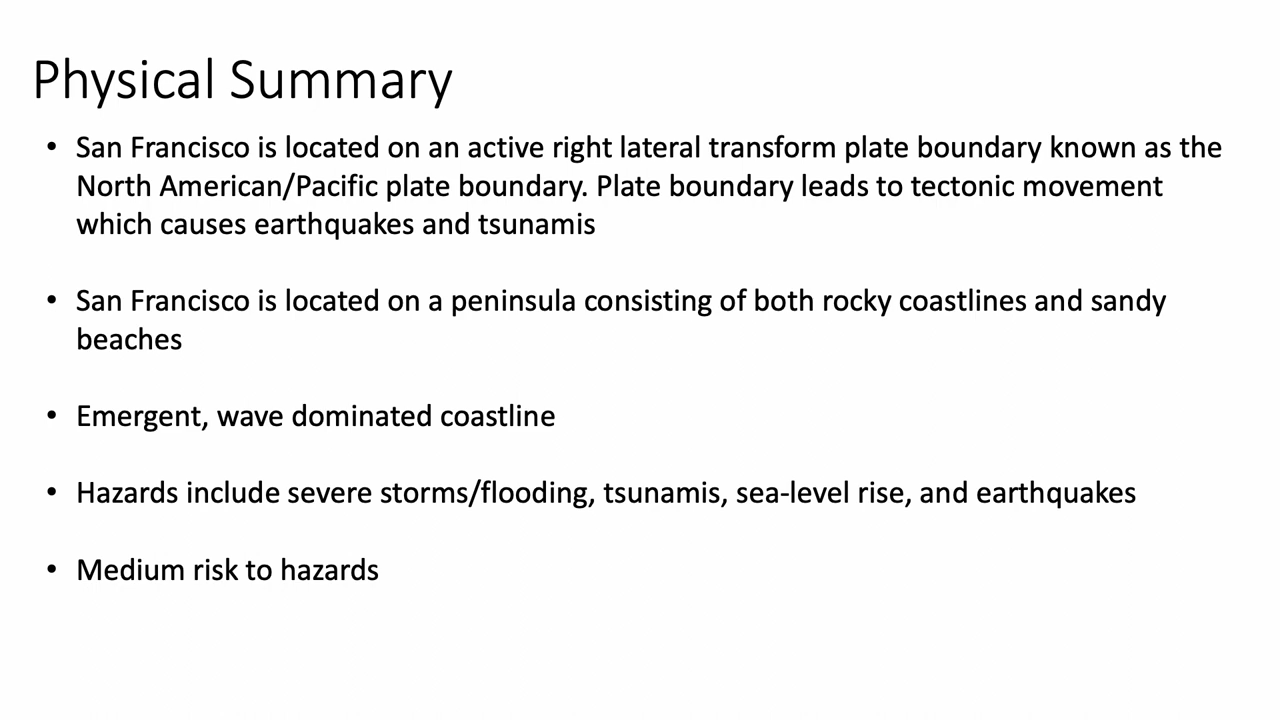 Physical Summary
• San Francisco is located on an active right lateral transform plate boundary known as the
North American/Pacific plate boundary. Plate boundary leads to tectonic movement
which causes earthquakes and tsunamis
• San Francisco is located on a peninsula consisting of both rocky coastlines and sandy
beaches
• Emergent, wave dominated coastline
• Hazards include severe storms/flooding, tsunamis, sea-level rise, and earthquakes
• Medium risk to hazards